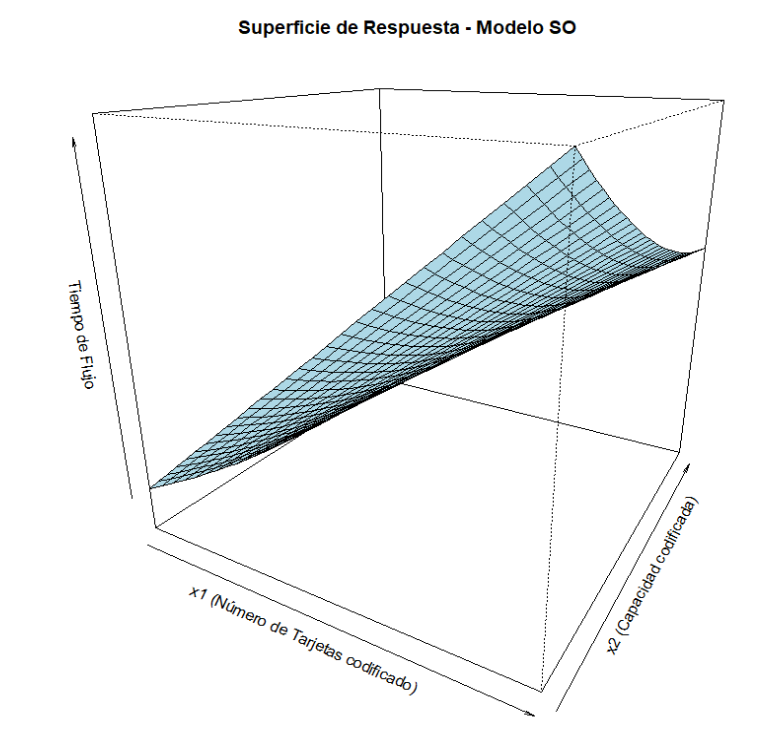 Superficie de Respuesta - Modelo SO
Tiempo de Flujo
x1 (Número de Tarjetas codificado)
x2 (Capacidad codificada)